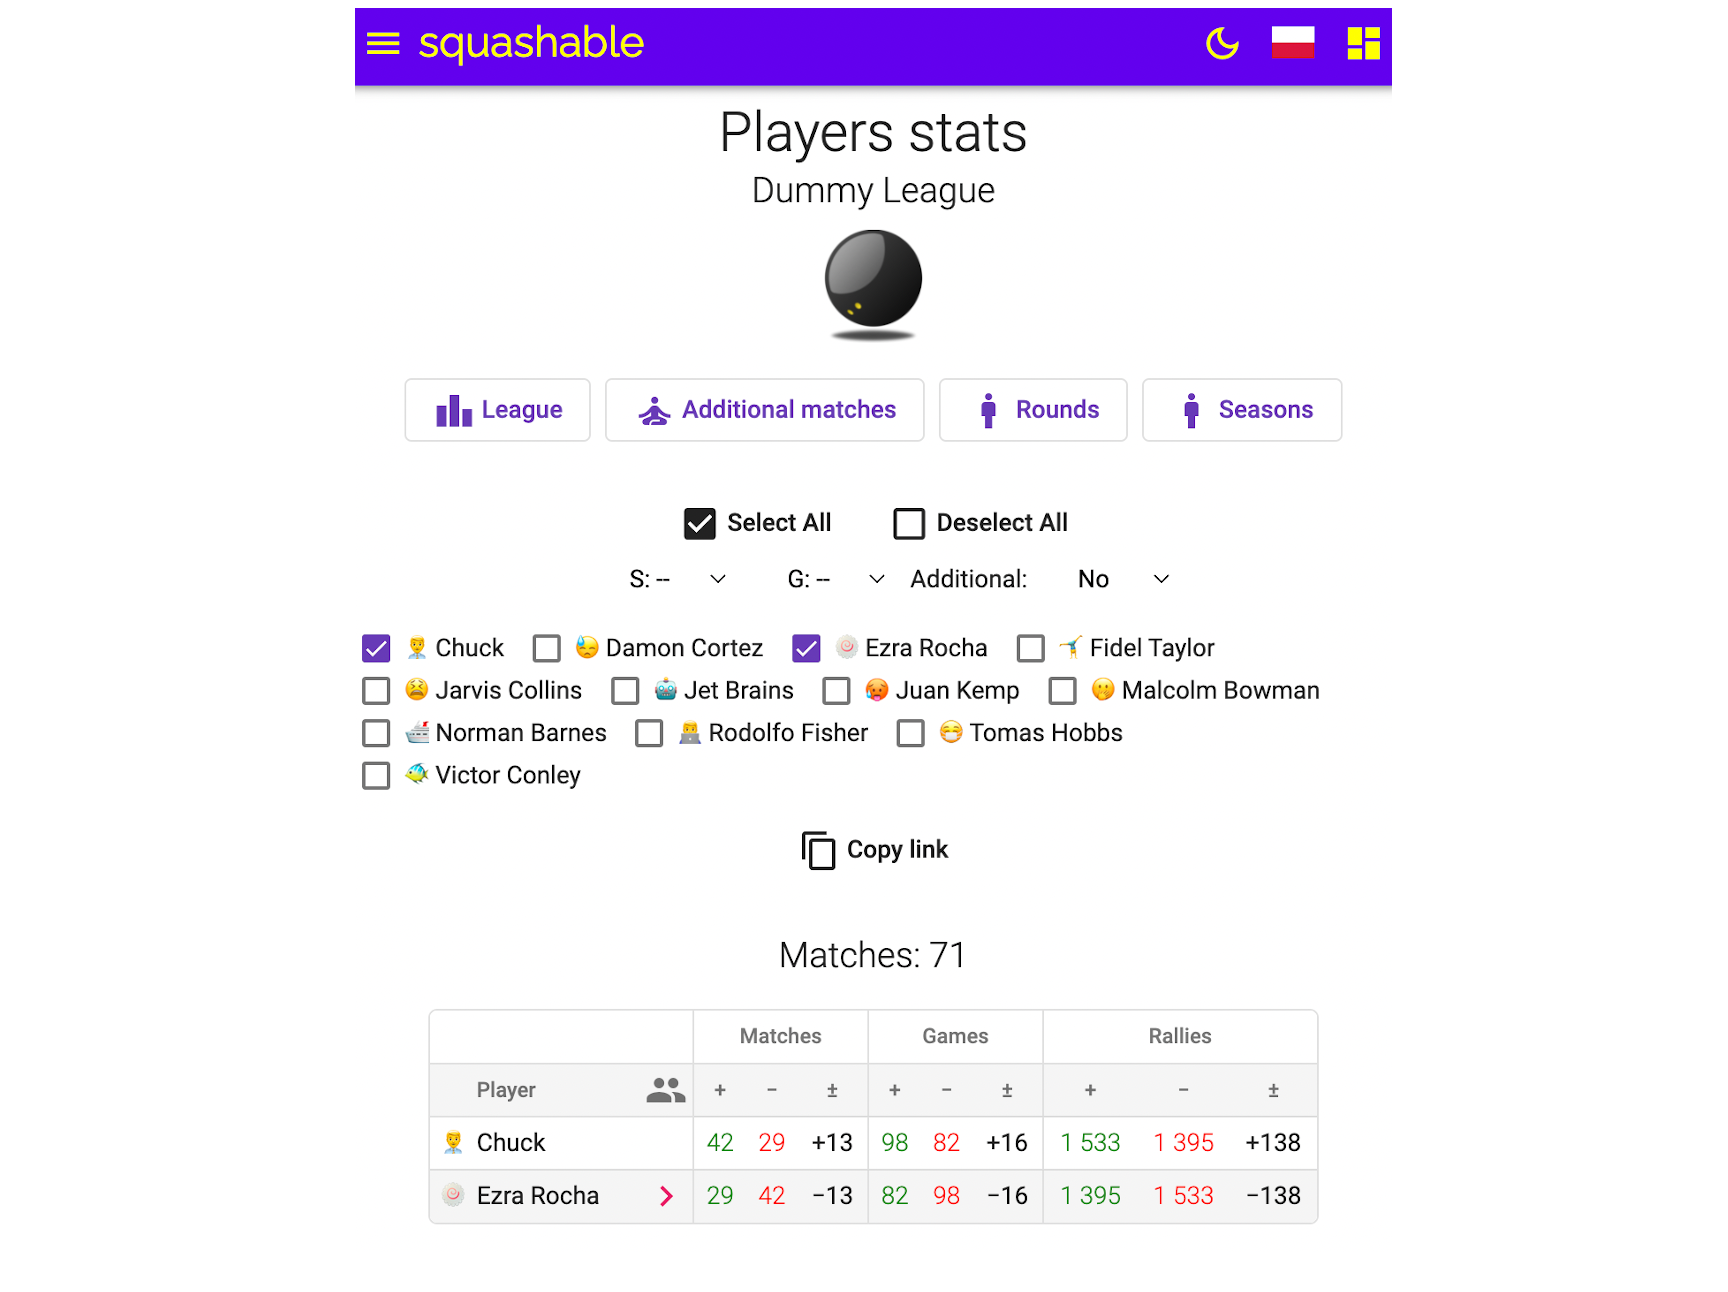 squashable
Players stats
Dummy League
League Additional matches Rounds Seasons
Select All Deselect All
S: -- G: -- Additional: No
Chuck Damon Cortez Ezra Rocha Fidel Taylor
Jarvis Collins Jet Brains Juan Kemp Malcolm Bowman
Norman Barnes Rodolfo Fisher Tomas Hobbs
Victor Conley
Copy link
Matches: 71
Matches Games Rallies
Player + − ± + − ± + − ±
Chuck 42 29 +13 98 82 +16 1 533 1 395 +138
Ezra Rocha 29 42 −13 82 98 −16 1 395 1 533 −138